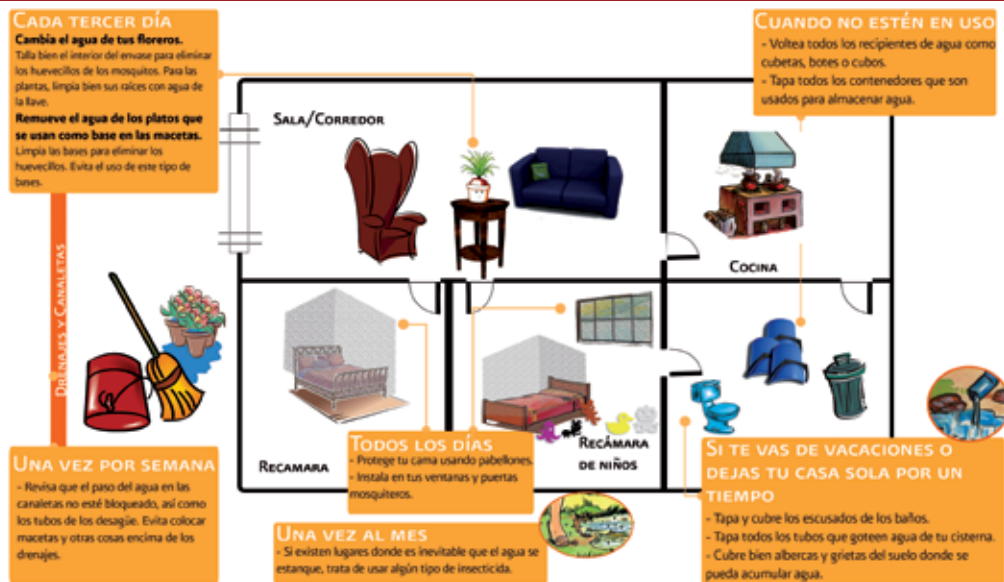 CADA TERCER DÍA
Cambia el agua de tus floreros.
Talla bien el interior del envase para eliminar
los huevecillos de los mosquitos. Para las
plantas, limpia bien sus raíces con agua de
la llave.
Remueve el agua de los platos que
se usan como base en las macetas.
Limpia las bases para eliminar los
huevecillos. Evita el uso de este tipo de
bases.
CUANDO NO ESTÉN EN USO
- Voltea todos los recipientes de agua como
cubetas, botes o cubos.
- Tapa todos los contenedores que son
usados para almacenar agua.
SALA/CORREDOR
COCINA
DRENAJES Y CANALETAS
UNA VEZ POR SEMANA
- Revisa que el paso del agua en las
canaletas no esté bloqueado, así como
los tubos de los desagüe. Evita colocar
macetas y otras cosas encima de los
drenajes.
RECAMARA
TODOS LOS DÍAS
- Protege tu cama usando pabellones.
- Instala en tus ventanas y puertas
mosquiteros.
RECÁMARA
DE NIÑOS
UNA VEZ AL MES
- Si existen lugares donde es inevitable que el agua se
estanque, trata de usar algún tipo de insecticida.
SI TE VAS DE VACACIONES O
DEJAS TU CASA SOLA POR UN
TIEMPO
- Tapa y cubre los escusados de los baños.
- Tapa todos los tubos que goteen agua de tu cisterna.
- Cubre bien albercas y grietas del suelo donde se
pueda acumular agua.